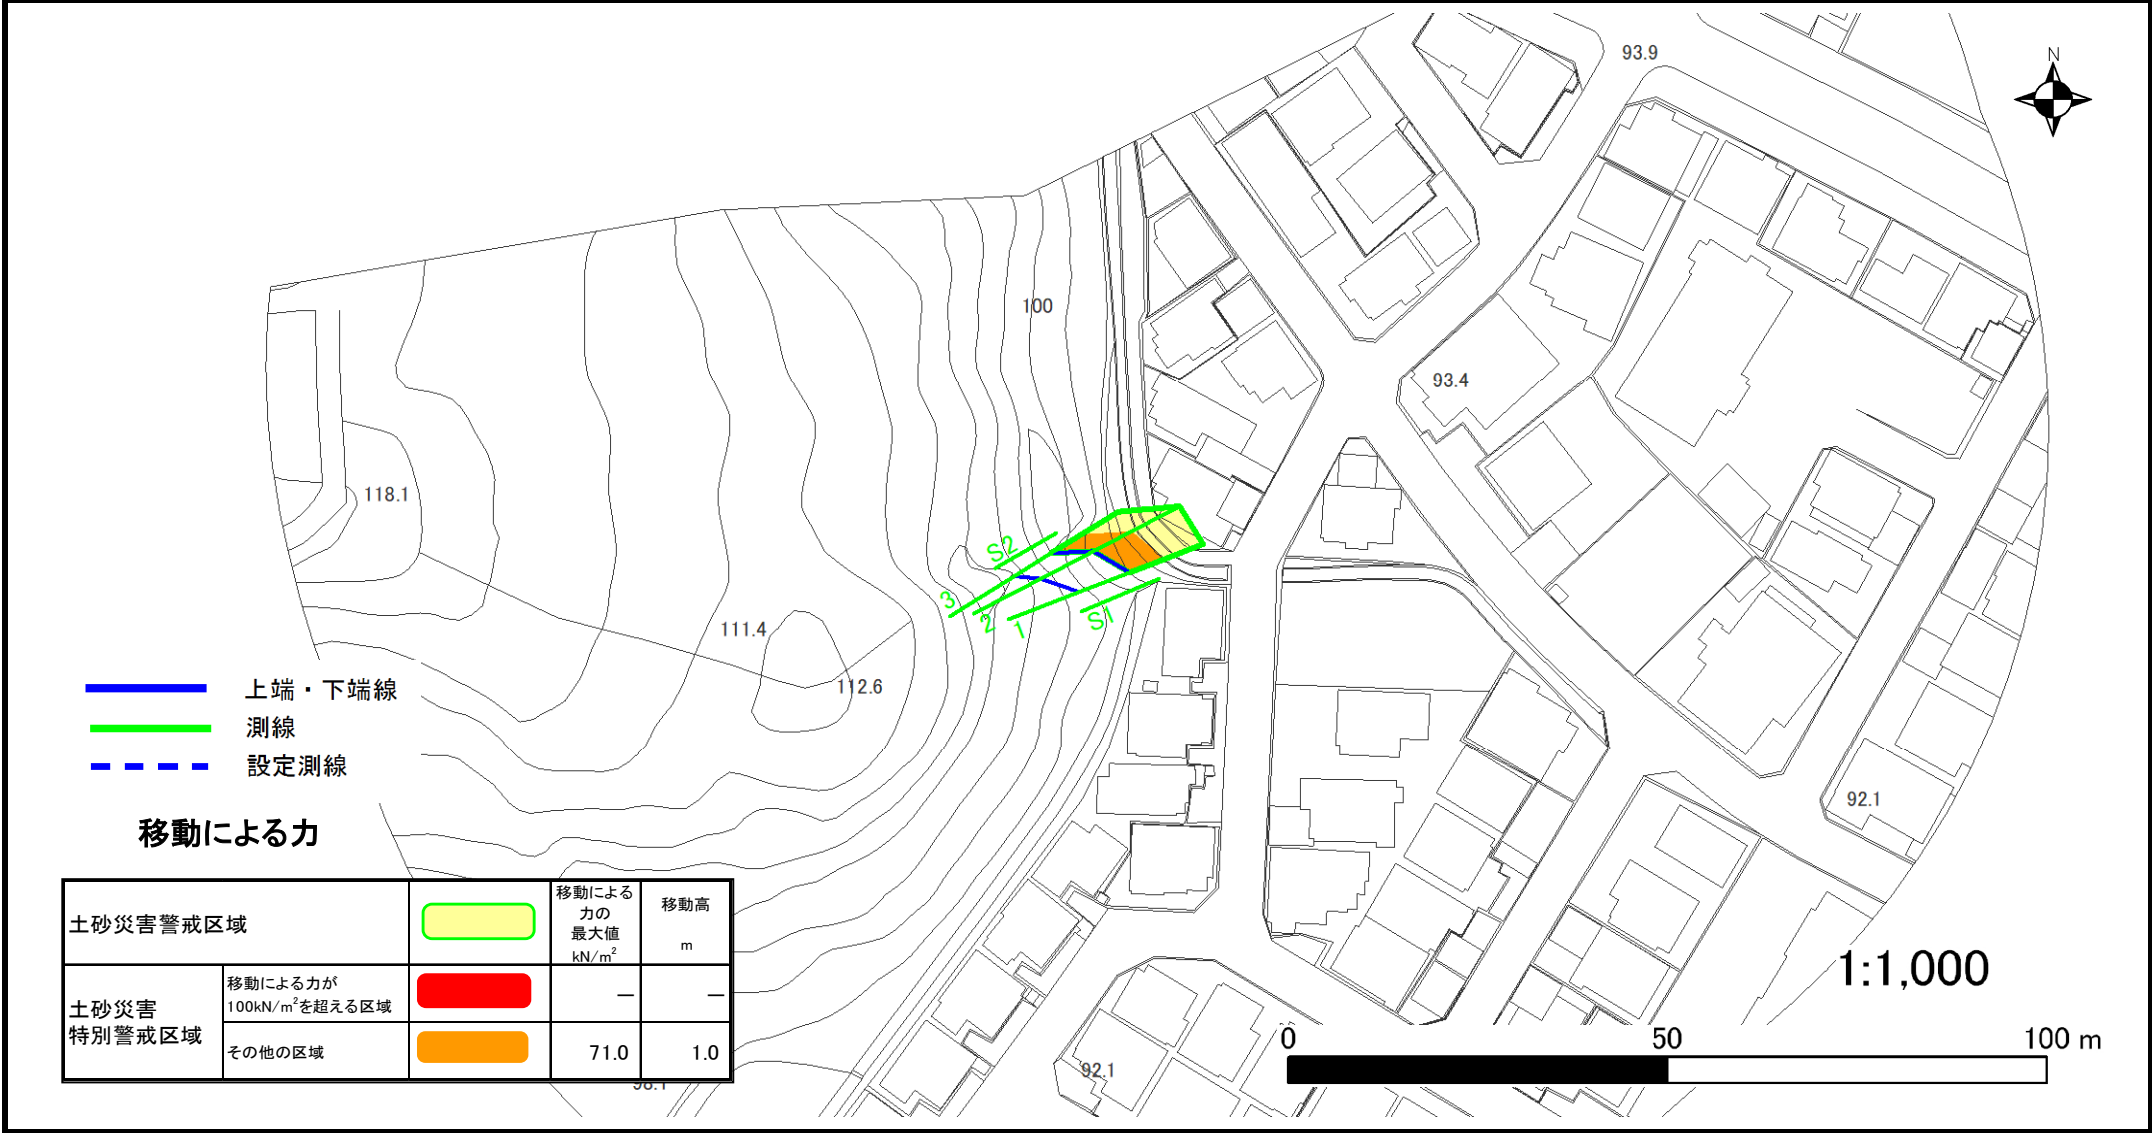 93.9
N
100
93.4
118.1
S2
3
2
1
S1
111.4
112.6
上端・下端線
測線
設定測線
92.1
移動による力
土砂災害警戒区域
移動による
力の
最大値
kN/m²
移動高
m
土砂災害
特別警戒区域
移動による力が
100kN/m²を超える区域
－
－
その他の区域
71.0
1.0
1:1,000
0
50
100 m
92.1